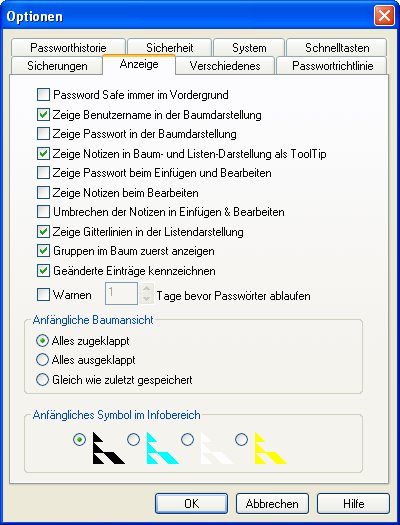 Optionen
Passworthistorie Sicherheit System Schnelltasten
Sicherungen Anzeige Verschiedenes Passwortrichtlinie
Password Safe immer im Vordergrund
Zeige Benutzername in der Baumdarstellung
Zeige Passwort in der Baumdarstellung
Zeige Notizen in Baum- und Listen-Darstellung als ToolTip
Zeige Passwort beim Einfügen und Bearbeiten
Zeige Notizen beim Bearbeiten
Umbrechen der Notizen in Einfügen & Bearbeiten
Zeige Gitterlinien in der Listendarstellung
Gruppen im Baum zuerst anzeigen
Geänderte Einträge kennzeichnen
Warnen 1 Tage bevor Passwörter ablaufen
Anfängliche Baumansicht
Alles zugeklappt
Alles ausgeklappt
Gleich wie zuletzt gespeichert
Anfängliches Symbol im Infobereich
OK Abbrechen Hilfe